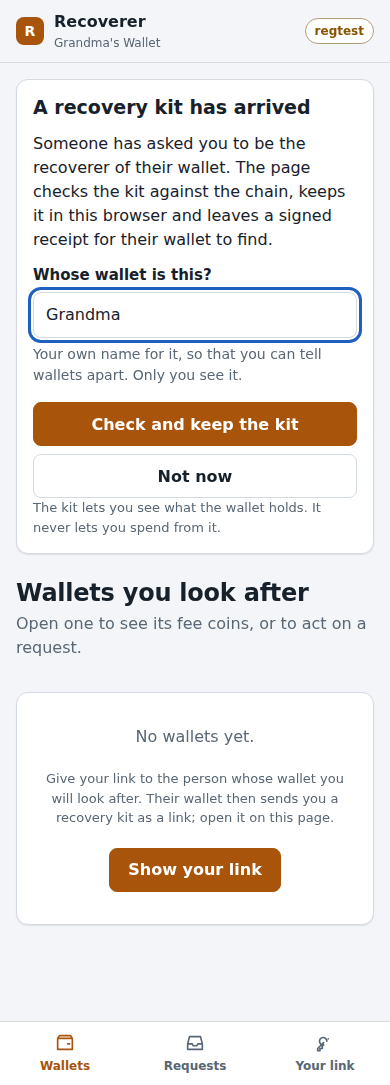 R
Recoverer
Grandma's Wallet
regtest
A recovery kit has arrived
Someone has asked you to be the
recoverer of their wallet. The page
checks the kit against the chain, keeps
it in this browser and leaves a signed
receipt for their wallet to find.
Whose wallet is this?
Grandma
Your own name for it, so that you can tell
wallets apart. Only you see it.
Check and keep the kit
Not now
The kit lets you see what the wallet holds. It
never lets you spend from it.
Wallets you look after
Open one to see its fee coins, or to act on a
request.
No wallets yet.
Give your link to the person whose wallet you
will look after. Their wallet then sends you a
recovery kit as a link; open it on this page.
Show your link
Wallets
Requests
Your link